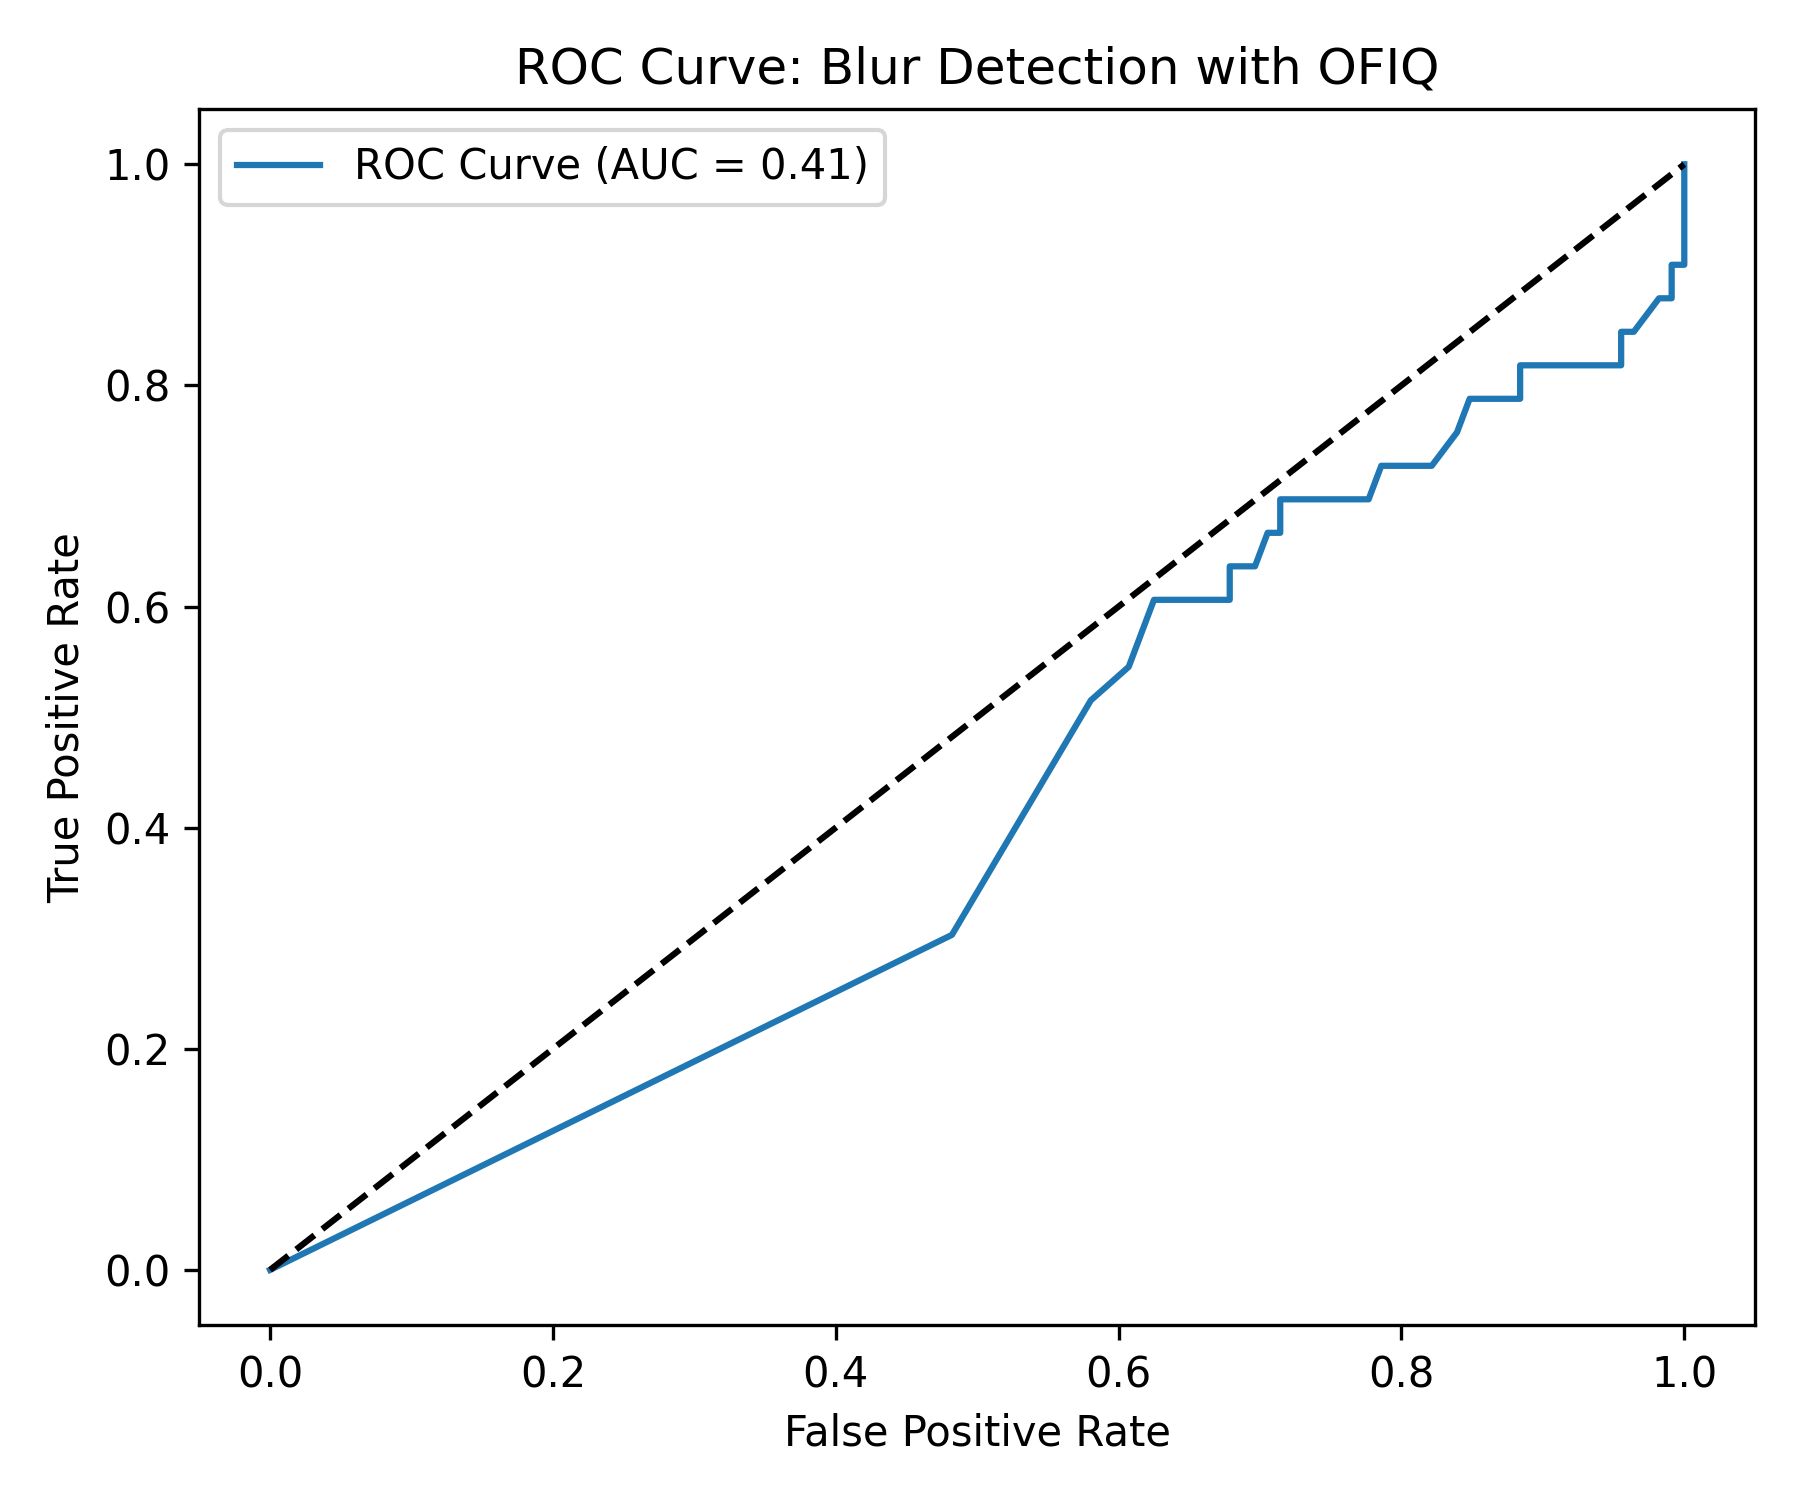 ROC Curve: Blur Detection with OFIQ
ROC Curve (AUC = 0.41)
1.0
0.8
0.6
0.4
0.2
0.0
True Positive Rate
0.0 0.2 0.4 0.6 0.8 1.0
False Positive Rate